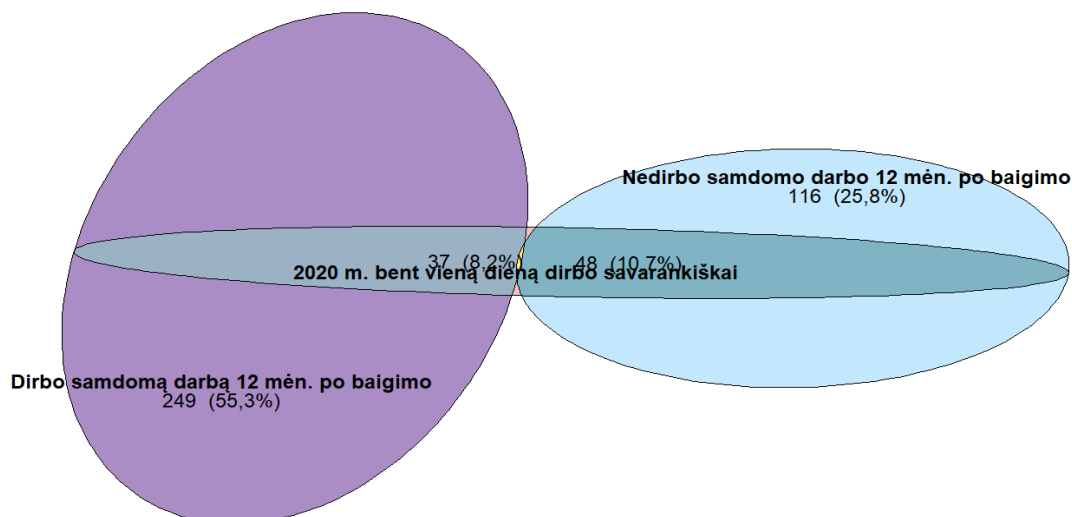 Nedirbo samdomo darbo 12 mėn. po baigimo
116 (25,8%)
37 (8,2%)
48 (10,7%)
2020 m. bent vieną dieną dirbo savarankiškai
Dirbo samdomą darbą 12 mėn. po baigimo
249 (55,3%)